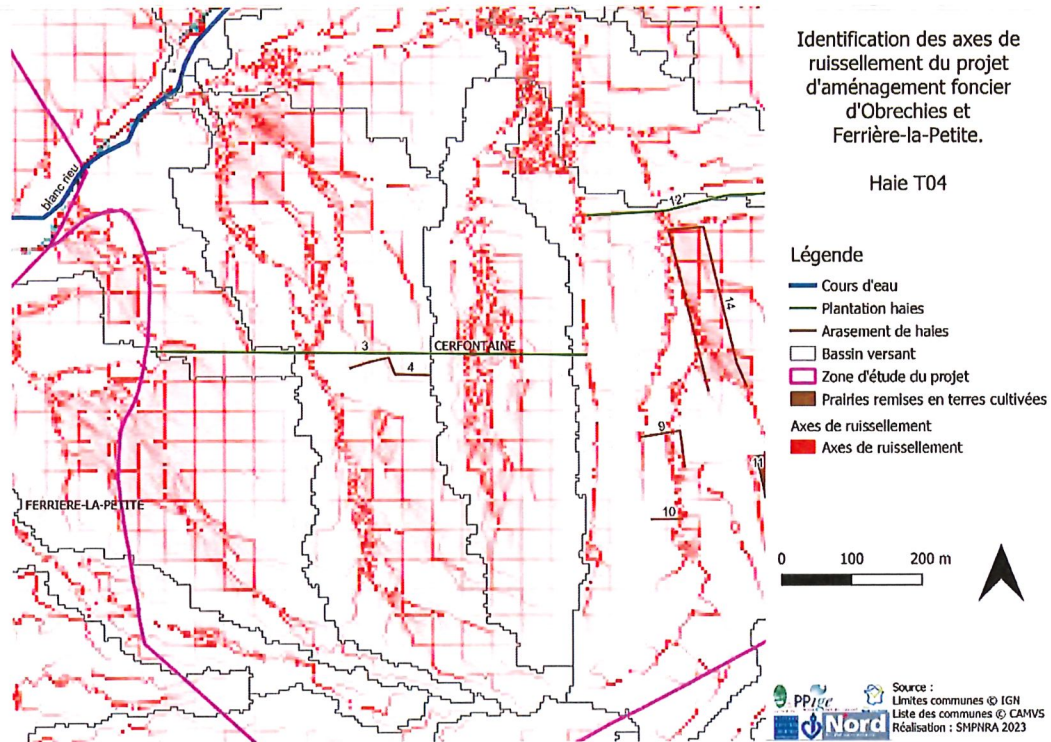 Identification des axes de
ruissellement du projet
d'aménagement foncier
d'Obrechies et
Ferrière-la-Petite.
Haie T04
Légende
Cours d'eau
Plantation haies
Arasement de haies
Bassin versant
Zone d'étude du projet
Prairies remises en terres cultivées
Axes de ruissellement
Axes de ruissellement
blanc rieu
12
14
3
CERFONTAINE
4
9
11
10
FERRIERE-LA-PETITE
0 100 200 m
PPige
Nord
Source :
Limites communes © IGN
Liste des communes © CAMVS
Réalisation : SMPNRA 2023